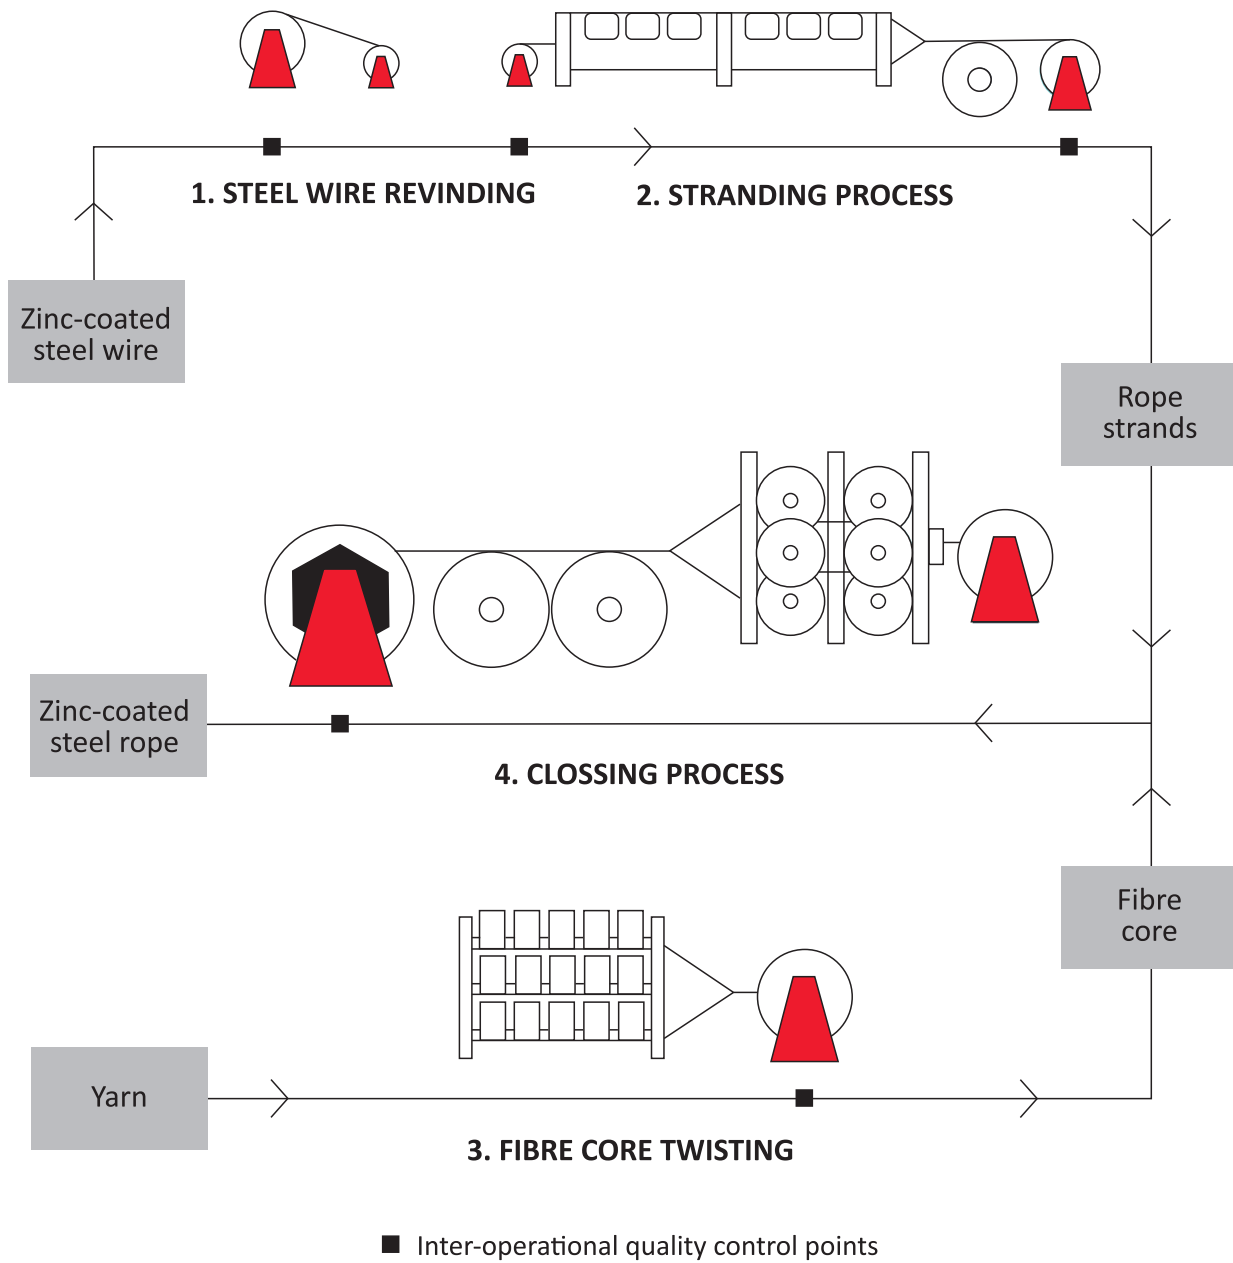 1. STEEL WIRE REVINDING
2. STRANDING PROCESS
Zinc-coated
steel wire
Rope
strands
Zinc-coated
steel rope
4. CLOSSING PROCESS
Fibre
core
Yarn
3. FIBRE CORE TWISTING
Inter-operational quality control points